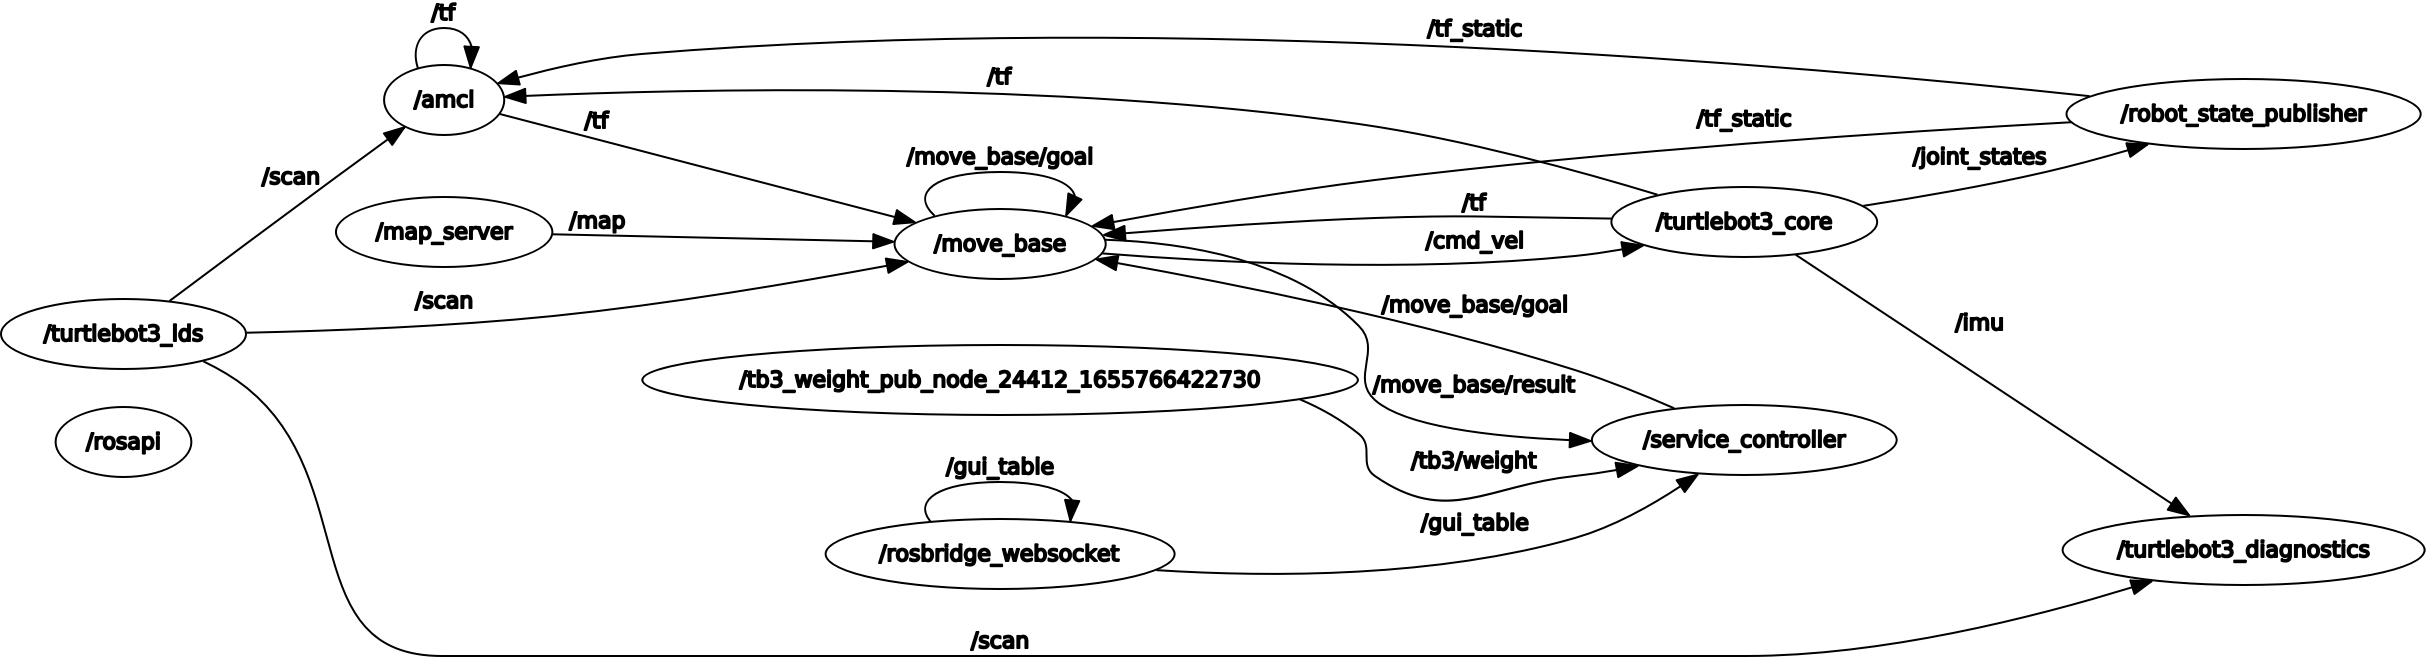 /tf
/tf_static
/tf
/amcl
/robot_state_publisher
/tf
/tf_static
/move_base/goal
/joint_states
/scan
/tf
/map
/map_server
/turtlebot3_core
/move_base
/cmd_vel
/scan
/move_base/goal
/imu
/turtlebot3_lds
/tb3_weight_pub_node_24412_1655766422730
/move_base/result
/rosapi
/service_controller
/tb3/weight
/gui_table
/gui_table
/rosbridge_websocket
/turtlebot3_diagnostics
/scan